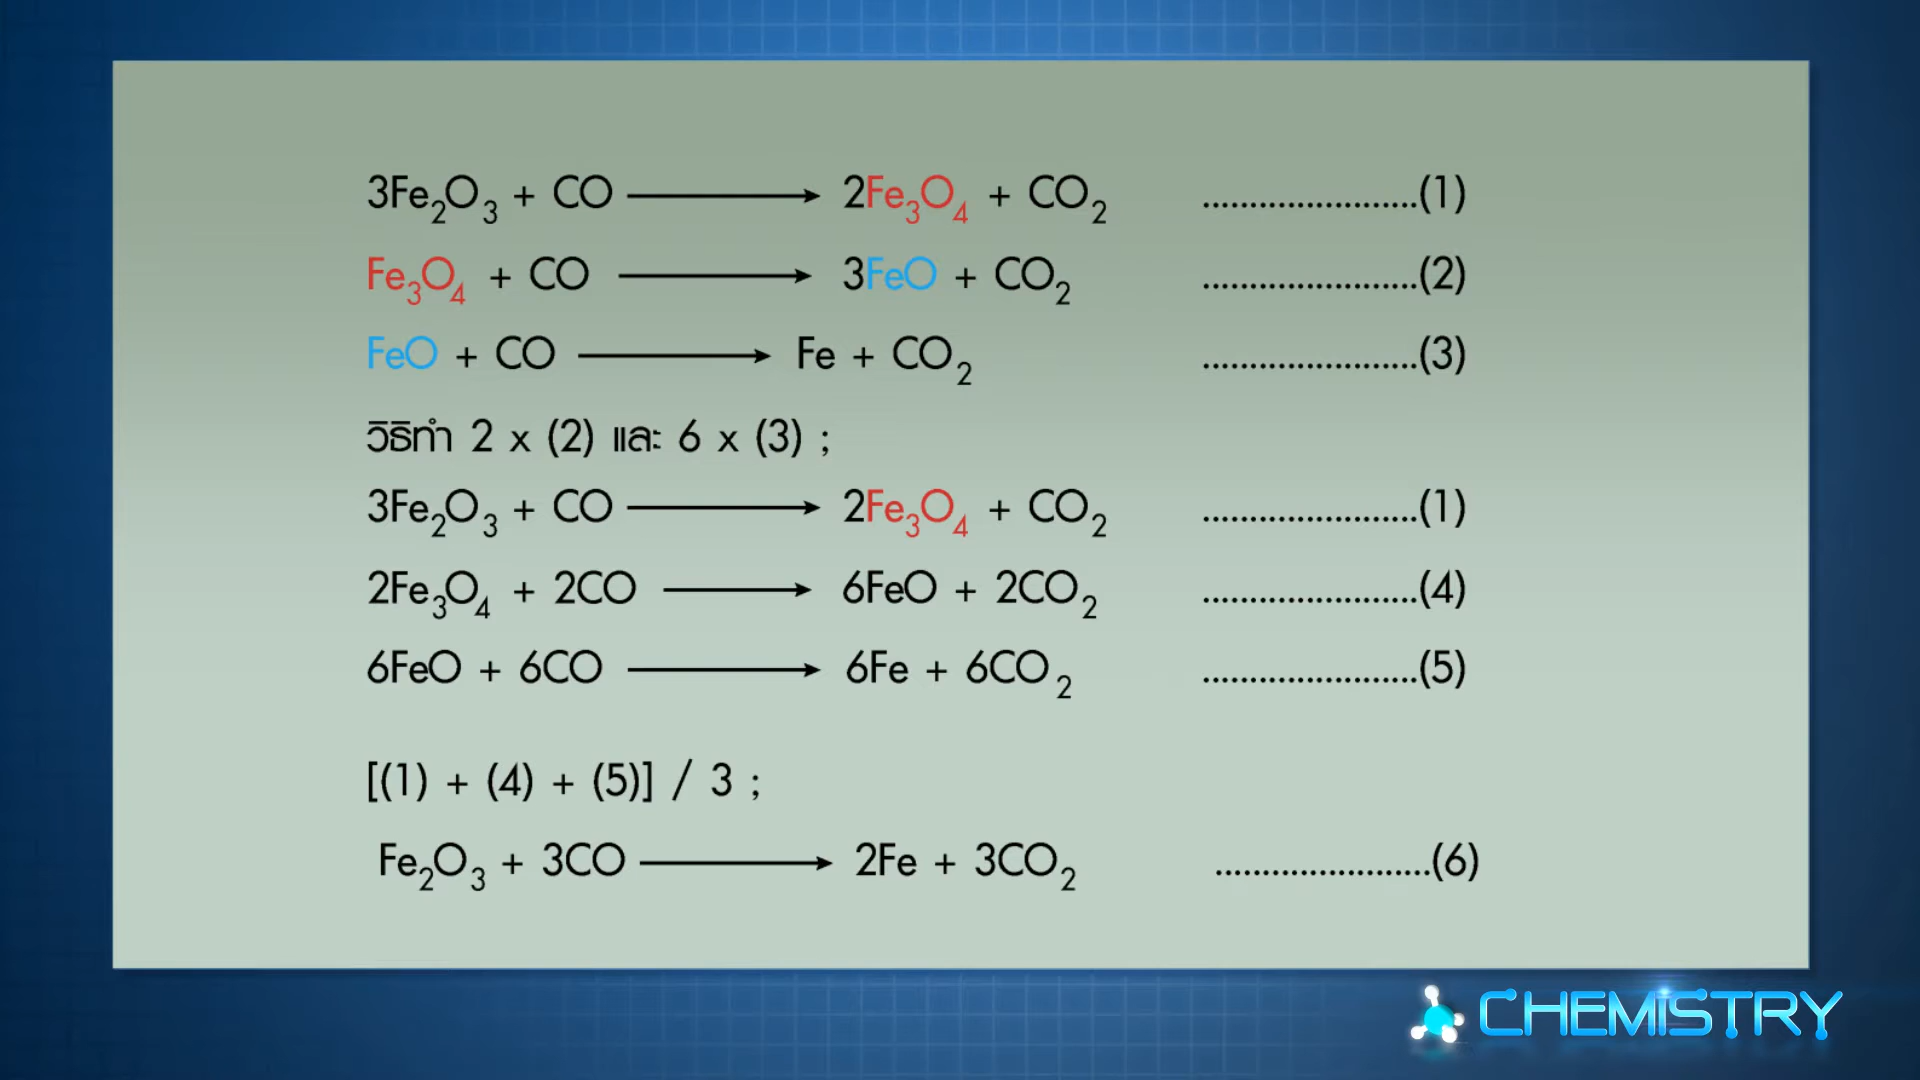 3Fe₂O₃ + CO ⟶ 2Fe₃O₄ + CO₂ .......................(1)
Fe₃O₄ + CO ⟶ 3FeO + CO₂ .......................(2)
FeO + CO ⟶ Fe + CO₂ .......................(3)
วิธีทำ 2 x (2) และ 6 x (3) ;
3Fe₂O₃ + CO ⟶ 2Fe₃O₄ + CO₂ .......................(1)
2Fe₃O₄ + 2CO ⟶ 6FeO + 2CO₂ .......................(4)
6FeO + 6CO ⟶ 6Fe + 6CO₂ .......................(5)
[(1) + (4) + (5)] / 3 ;
Fe₂O₃ + 3CO ⟶ 2Fe + 3CO₂ .......................(6)
CHEMISTRY